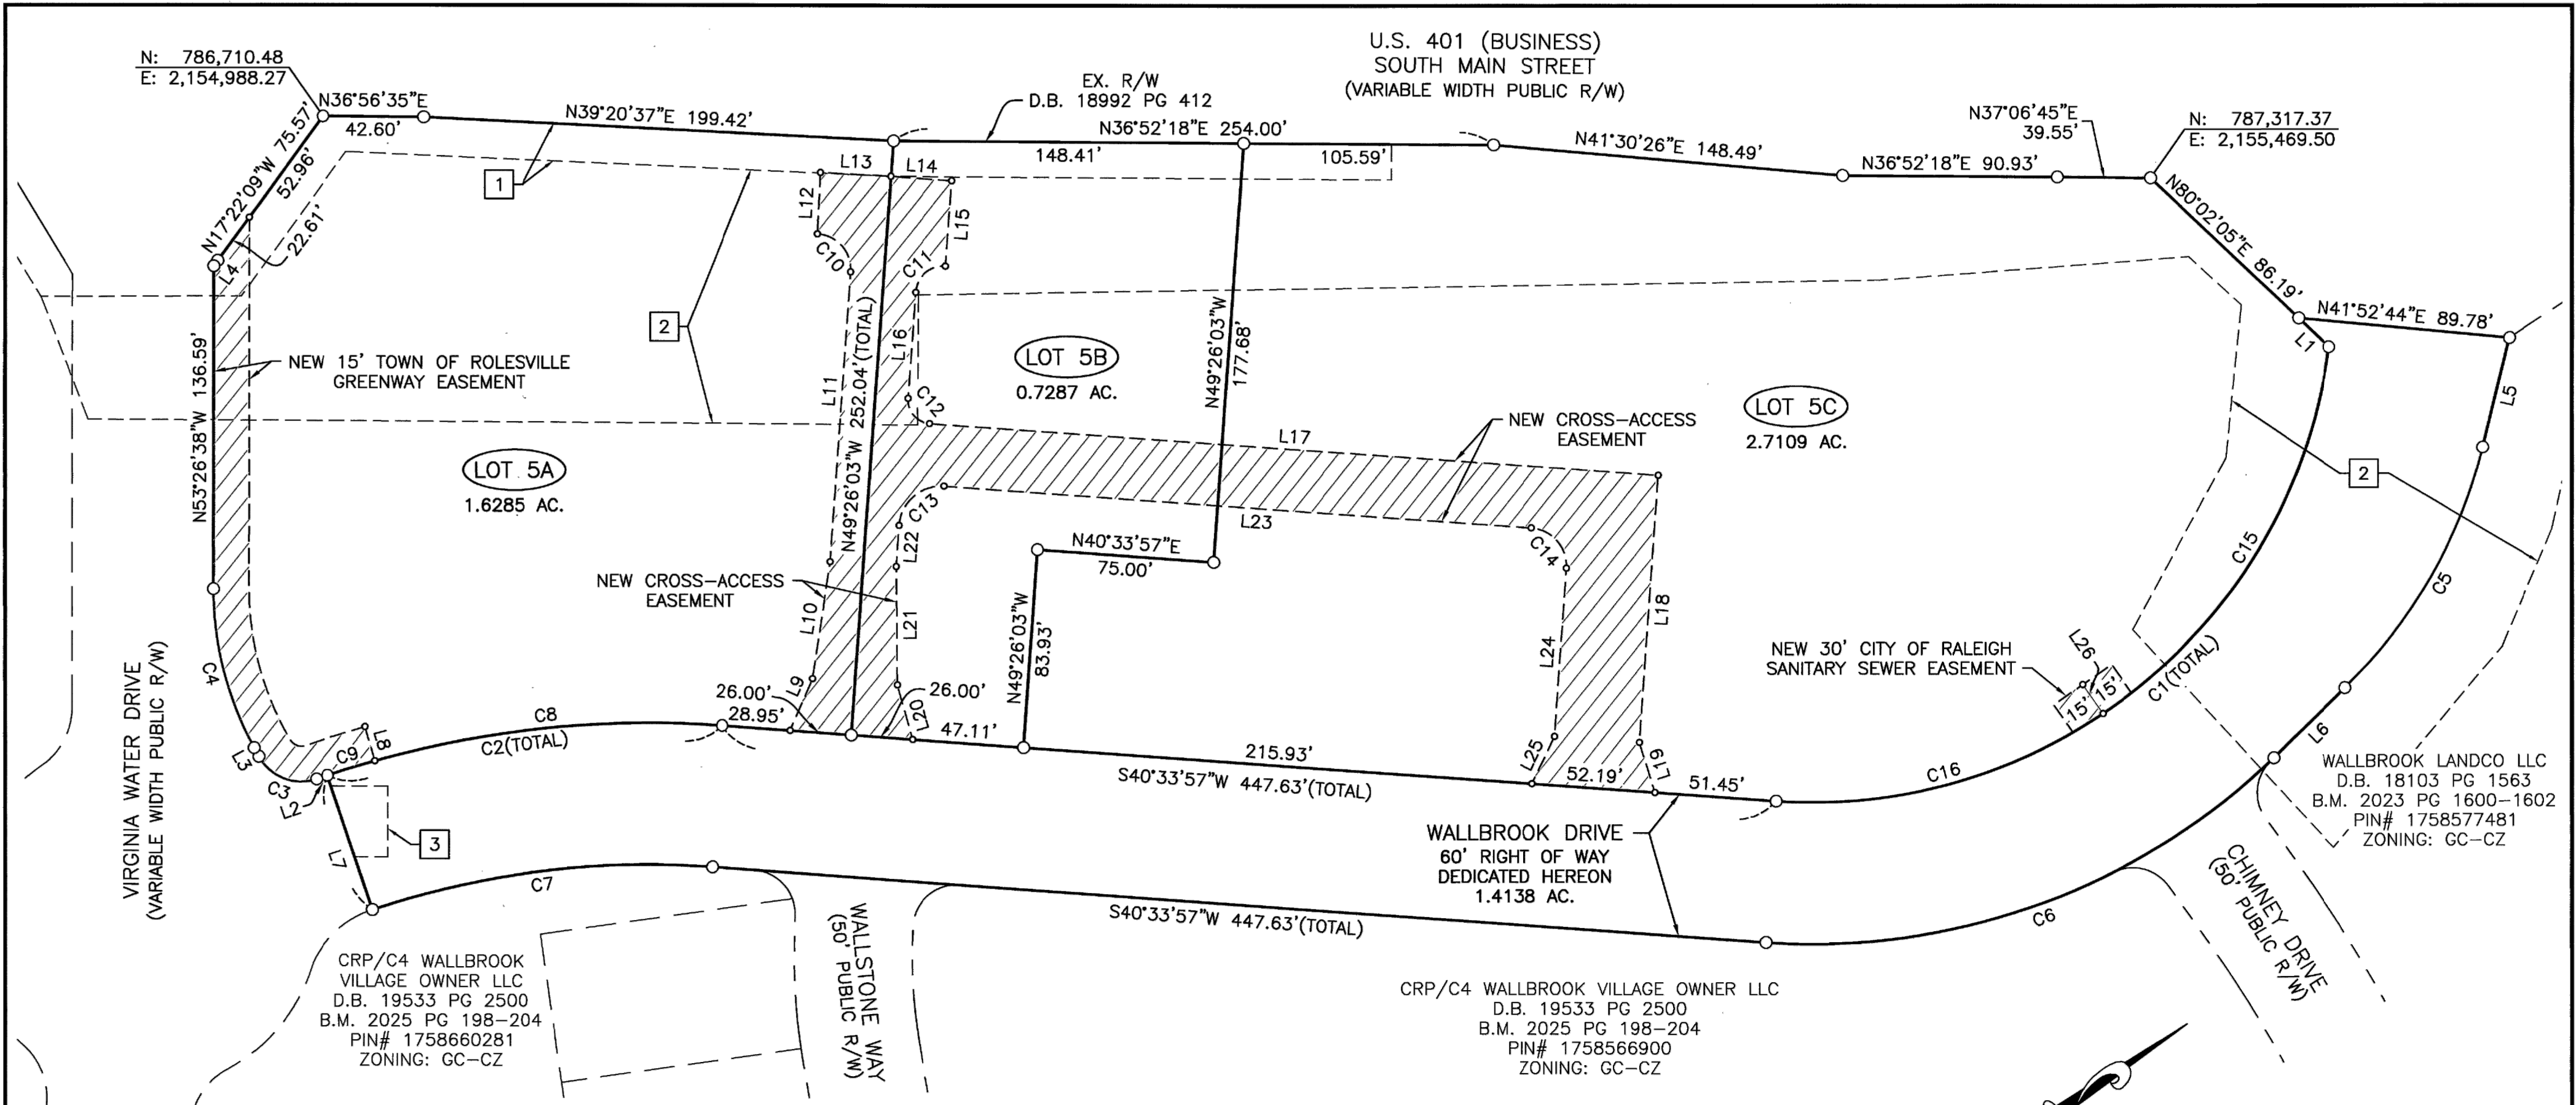 U.S. 401 (BUSINESS)
SOUTH MAIN STREET
(VARIABLE WIDTH PUBLIC R/W)
N: 786,710.48
E: 2,154,988.27
N36°56'35"E
42.60'
N39°20'37"E 199.42'
EX. R/W
D.B. 18992 PG 412
N36°52'18"E 254.00'
148.41'
105.59'
N41°30'26"E 148.49'
N36°52'18"E 90.93'
N37°06'45"E
39.55'
N: 787,317.37
E: 2,155,469.50
N80°02'05"E 86.19'
N41°52'44"E 89.78'
L1
L5
N17°22'09"W 75.57'
52.96'
22.61'
L4
1
2
L13
L14
L12
L15
C10
C11
L16
C12
L11
N49°26'03"W 252.04'(TOTAL)
N53°26'38"W 136.59'
NEW 15' TOWN OF ROLESVILLE
GREENWAY EASEMENT
LOT 5A
1.6285 AC.
LOT 5B
0.7287 AC.
N49°26'03"W
177.68'
LOT 5C
2.7109 AC.
NEW CROSS-ACCESS
EASEMENT
L17
2
C13
L23
C14
L22
N40°33'57"E
75.00'
NEW CROSS-ACCESS
EASEMENT
L10
L21
N49°26'03"W
83.93'
L24
L18
C15
C5
NEW 30' CITY OF RALEIGH
SANITARY SEWER EASEMENT
L26
15'
15'
C1(TOTAL)
C4
VIRGINIA WATER DRIVE
(VARIABLE WIDTH PUBLIC R/W)
L3
C3
L2
C9
L8
C8
C2(TOTAL)
28.95'
26.00'
L9
26.00'
L20
47.11'
215.93'
S40°33'57"W 447.63'(TOTAL)
L25
52.19'
L19
51.45'
C16
L6
L7
3
C7
WALLBROOK DRIVE
60' RIGHT OF WAY
DEDICATED HEREON
1.4138 AC.
S40°33'57"W 447.63'(TOTAL)
C6
WALLBROOK LANDCO LLC
D.B. 18103 PG 1563
B.M. 2023 PG 1600-1602
PIN# 1758577481
ZONING: GC-CZ
CHIMNEY DRIVE
(50' PUBLIC R/W)
WALLSTONE WAY
(50' PUBLIC R/W)
CRP/C4 WALLBROOK
VILLAGE OWNER LLC
D.B. 19533 PG 2500
B.M. 2025 PG 198-204
PIN# 1758660281
ZONING: GC-CZ
CRP/C4 WALLBROOK VILLAGE OWNER LLC
D.B. 19533 PG 2500
B.M. 2025 PG 198-204
PIN# 1758566900
ZONING: GC-CZ